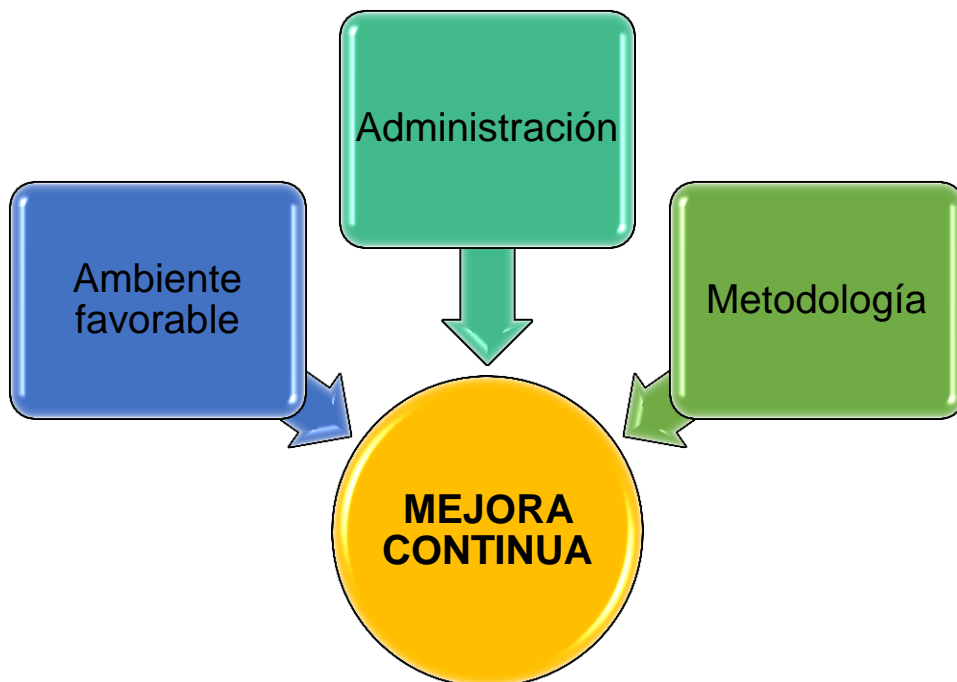 Administración
Ambiente
favorable
Metodología
MEJORA
CONTINUA